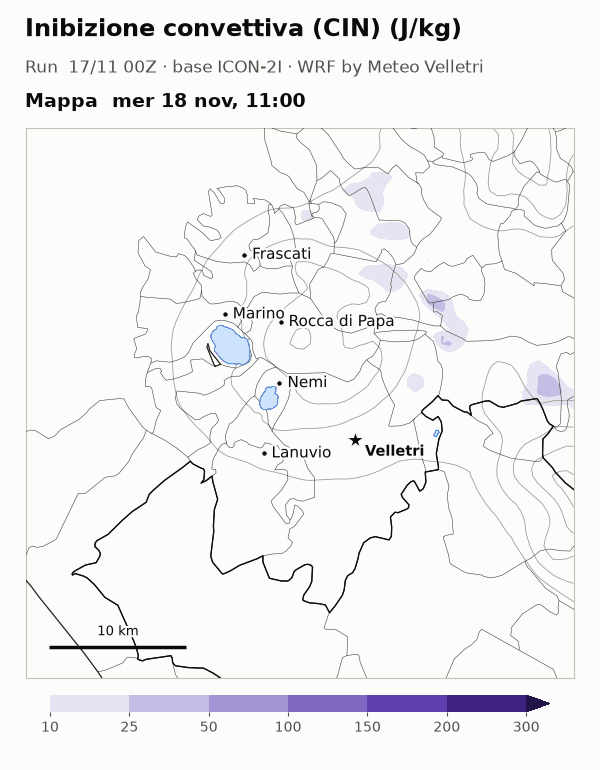 Inibizione convettiva (CIN) (J/kg)
Run 17/11 00Z · base ICON-2I · WRF by Meteo Velletri
Mappa mer 18 nov, 11:00
Frascati
Marino
Rocca di Papa
Nemi
Velletri
Lanuvio
10 km
10 25 50 100 150 200 300